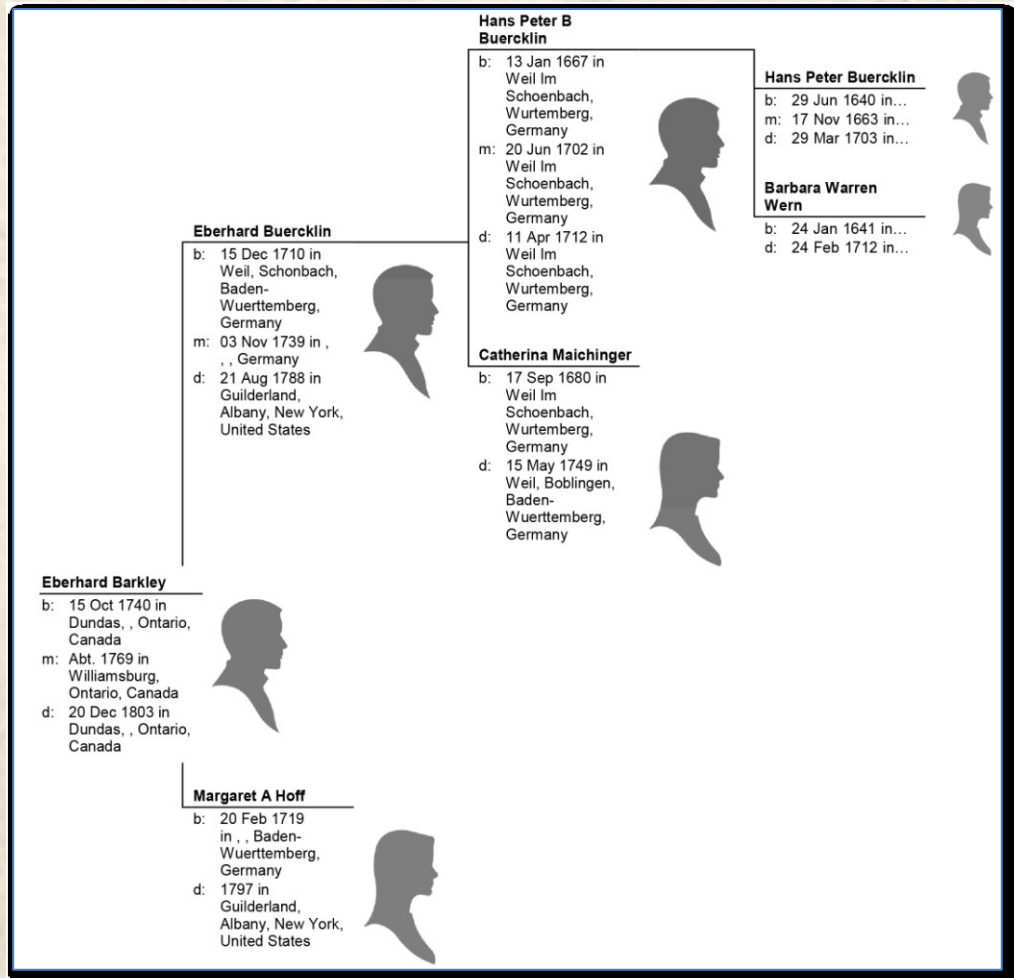 Hans Peter B
Buercklin
b: 13 Jan 1667 in
Weil Im
Schoenbach,
Wurtemberg,
Germany
m: 20 Jun 1702 in
Weil Im
Schoenbach,
Wurtemberg,
Germany
d: 11 Apr 1712 in
Weil Im
Schoenbach,
Wurtemberg,
Germany
Hans Peter Buercklin
b: 29 Jun 1640 in…
m: 17 Nov 1663 in…
d: 29 Mar 1703 in…
Barbara Warren
Wern
b: 24 Jan 1641 in…
d: 24 Feb 1712 in…
Eberhard Buercklin
b: 15 Dec 1710 in
Weil, Schonbach,
Baden-
Wuerttemberg,
Germany
m: 03 Nov 1739 in ,
, , Germany
d: 21 Aug 1788 in
Guilderland,
Albany, New York,
United States
Catherina Maichinger
b: 17 Sep 1680 in
Weil Im
Schoenbach,
Wurtemberg,
Germany
d: 15 May 1749 in
Weil, Boblingen,
Baden-
Wuerttemberg,
Germany
Eberhard Barkley
b: 15 Oct 1740 in
Dundas, , Ontario,
Canada
m: Abt. 1769 in
Williamsburg,
Ontario, Canada
d: 20 Dec 1803 in
Dundas, , Ontario,
Canada
Margaret A Hoff
b: 20 Feb 1719
in , , Baden-
Wuerttemberg,
Germany
d: 1797 in
Guilderland,
Albany, New York,
United States